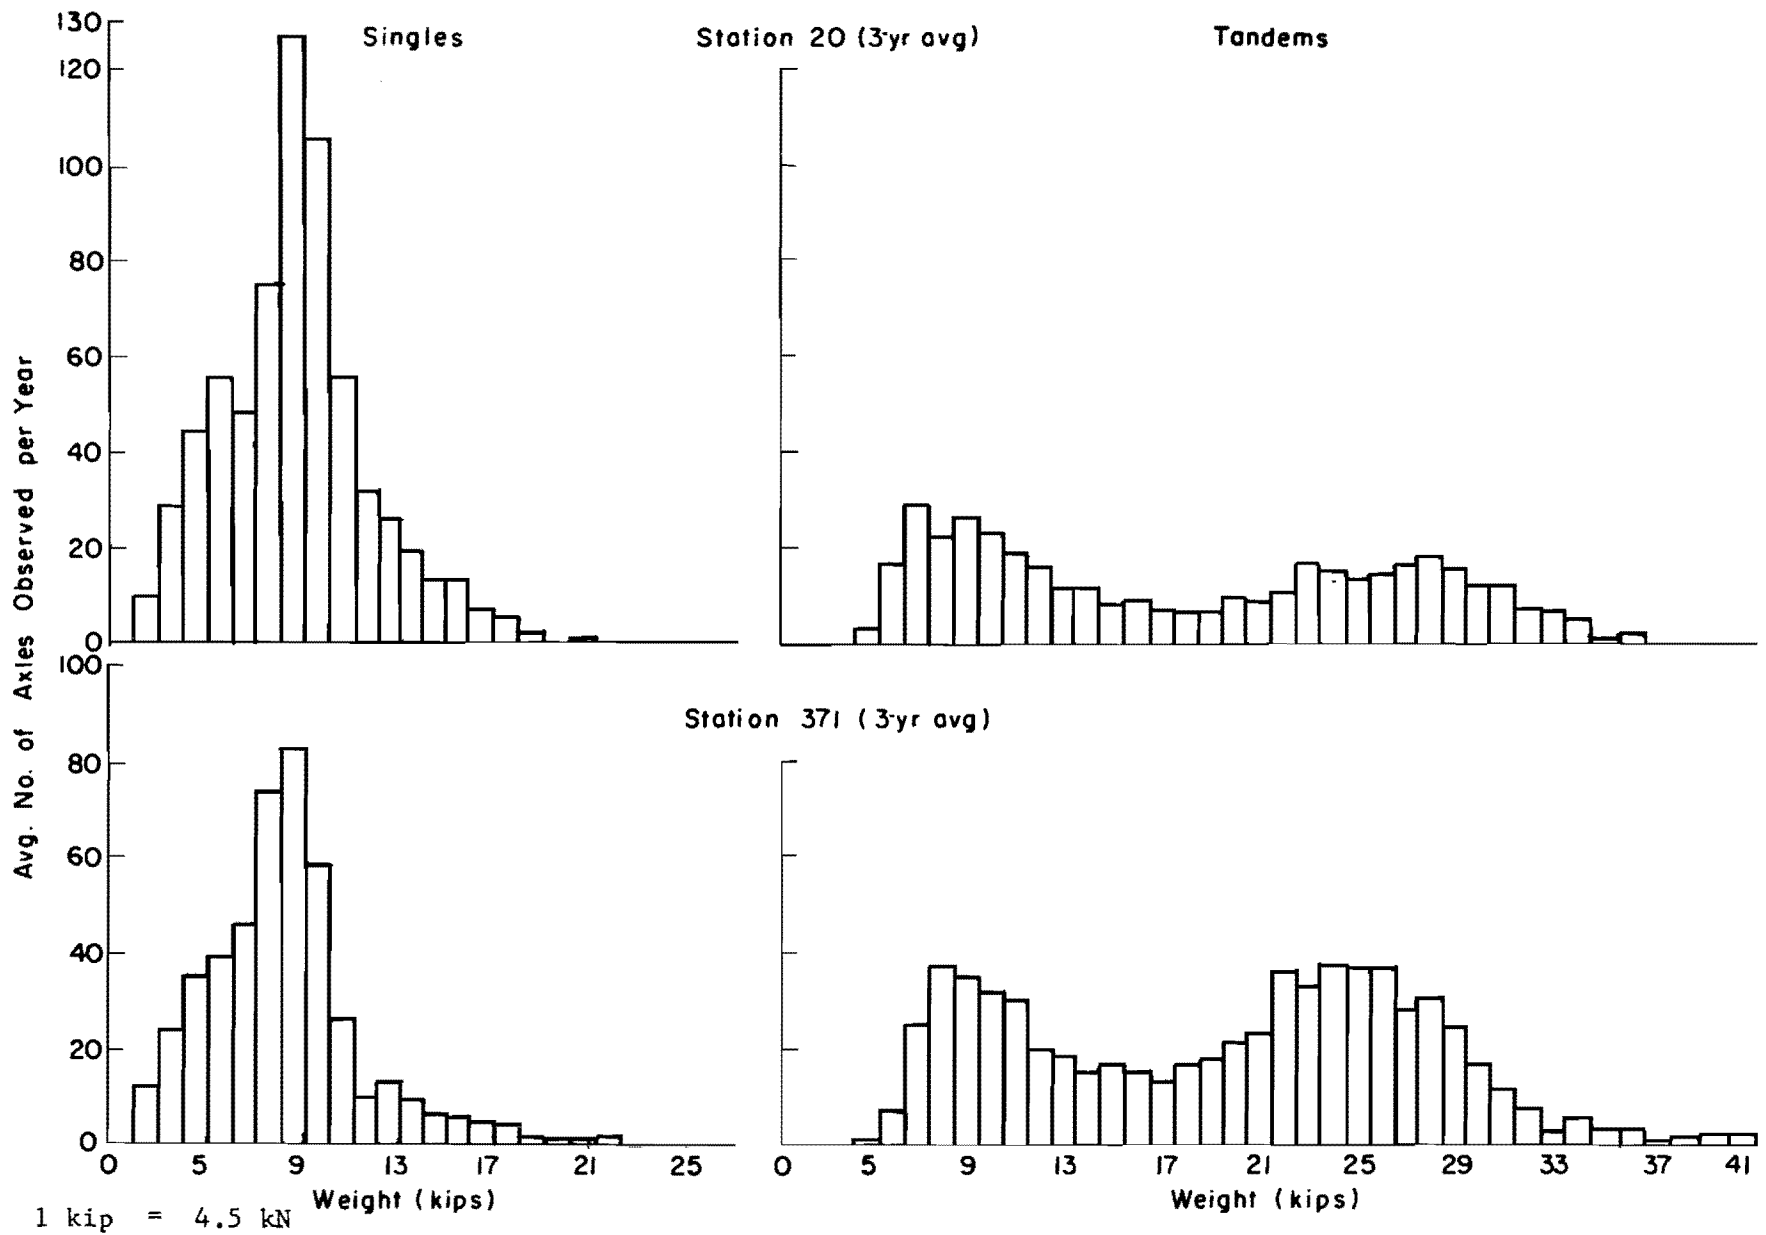 Singles
Station 20 (3-yr avg)
Tandems
130
120
100
80
60
40
20
0
Avg. No. of Axles Observed per Year
Station 371 (3-yr avg)
100
80
60
40
20
0
0 5 9 13 17 21 25
0 5 9 13 17 21 25 29 33 37 41
Weight (kips)
Weight (kips)
1 kip = 4.5 kN